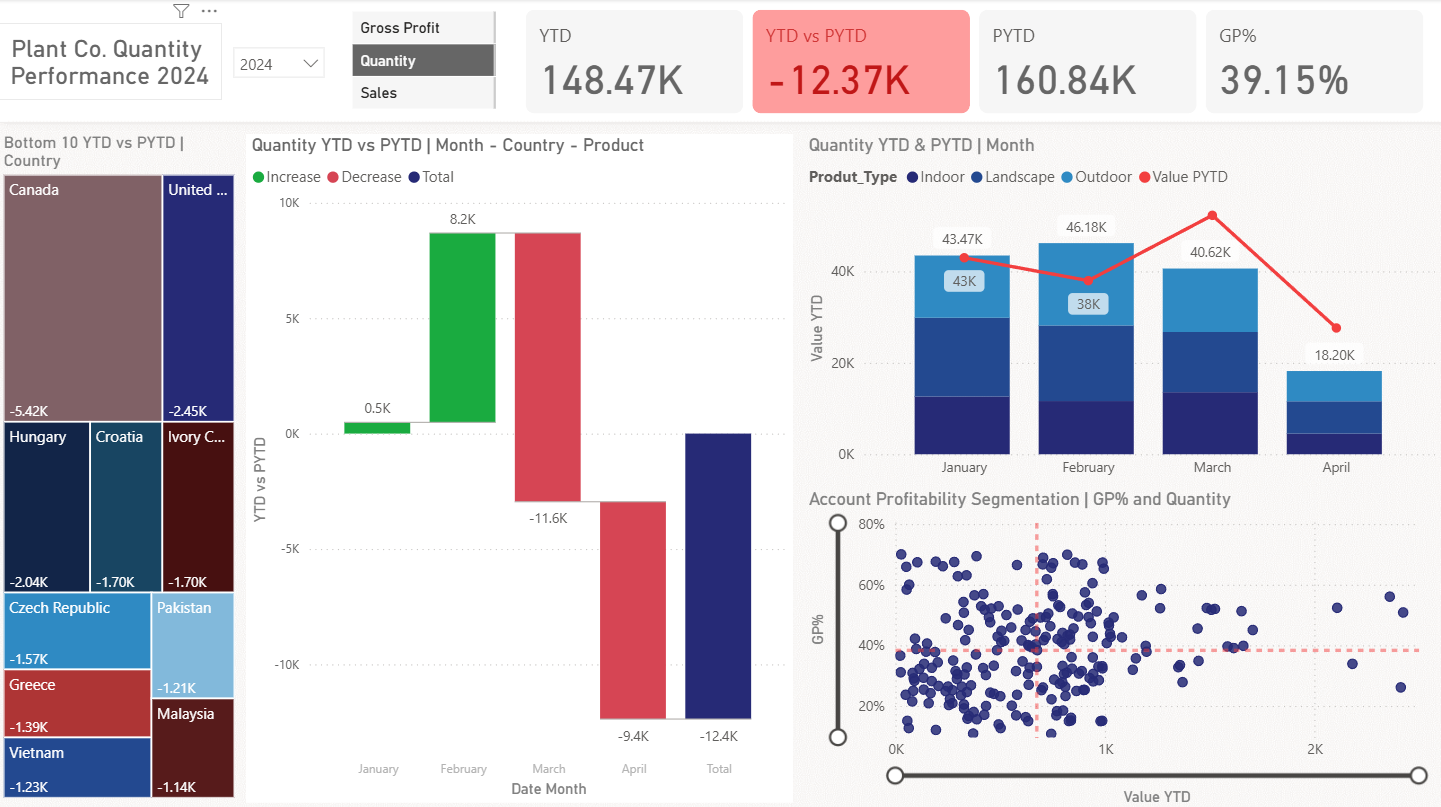 Plant Co. Quantity
Performance 2024
2024
Gross Profit
Quantity
Sales
YTD
148.47K
YTD vs PYTD
-12.37K
PYTD
160.84K
GP%
39.15%
Bottom 10 YTD vs PYTD |
Country
Canada
-5.42K
United ...
-2.45K
Hungary
-2.04K
Croatia
-1.70K
Ivory C...
-1.70K
Czech Republic
-1.57K
Pakistan
-1.21K
Greece
-1.39K
Malaysia
-1.14K
Vietnam
-1.23K
Quantity YTD vs PYTD | Month - Country - Product
Increase Decrease Total
YTD vs PYTD
10K
5K
0K
-5K
-10K
0.5K
8.2K
-11.6K
-9.4K
-12.4K
January February March April Total
Date Month
Quantity YTD & PYTD | Month
Produt_Type Indoor Landscape Outdoor Value PYTD
Value YTD
40K
20K
0K
43.47K
46.18K
40.62K
18.20K
43K
38K
January February March April
Account Profitability Segmentation | GP% and Quantity
GP%
80%
60%
40%
20%
0K 1K 2K
Value YTD